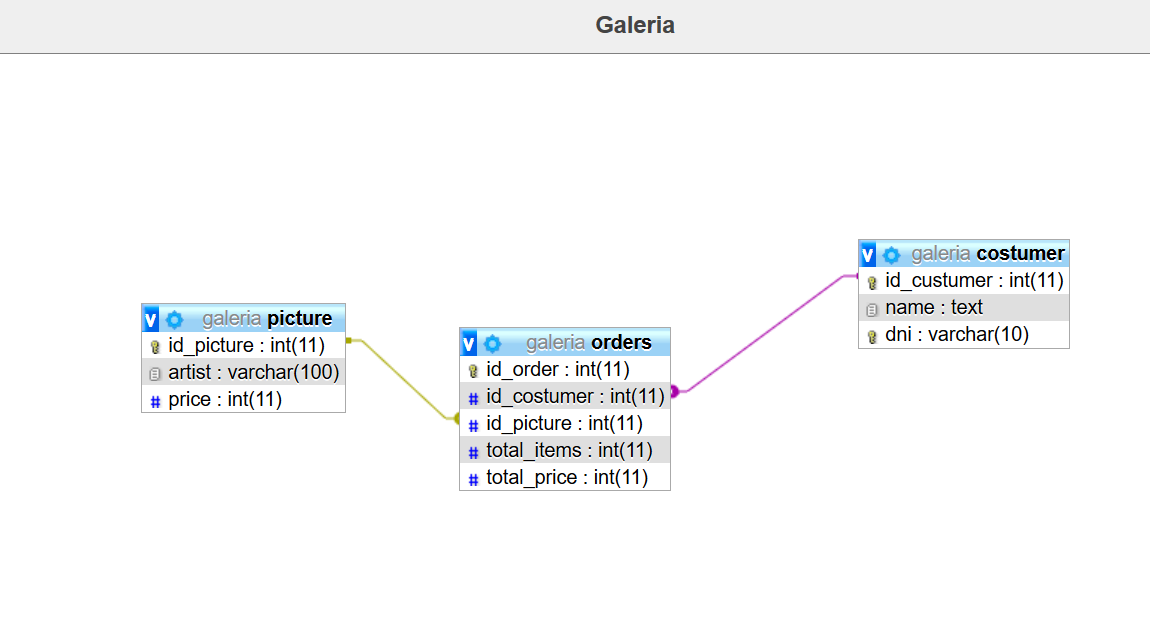 Galeria
galeria picture
id_picture : int(11)
artist : varchar(100)
price : int(11)
galeria orders
id_order : int(11)
id_costumer : int(11)
id_picture : int(11)
total_items : int(11)
total_price : int(11)
galeria costumer
id_custumer : int(11)
name : text
dni : varchar(10)